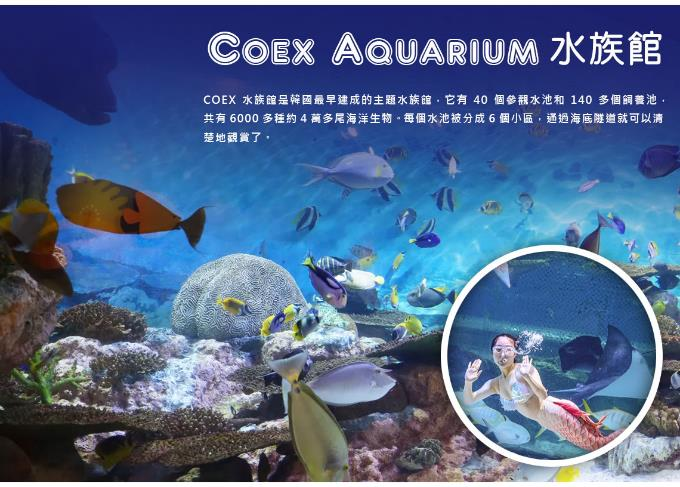 COEX AQUARIUM 水族館
COEX 水族館是韓國最早建成的主題水族館，它有 40 個參觀水池和 140 多個飼養池，
共有 6000 多種約 4 萬多尾海洋生物。每個水池被分成 6 個小區，通過海底隧道就可以清
楚地觀賞了。